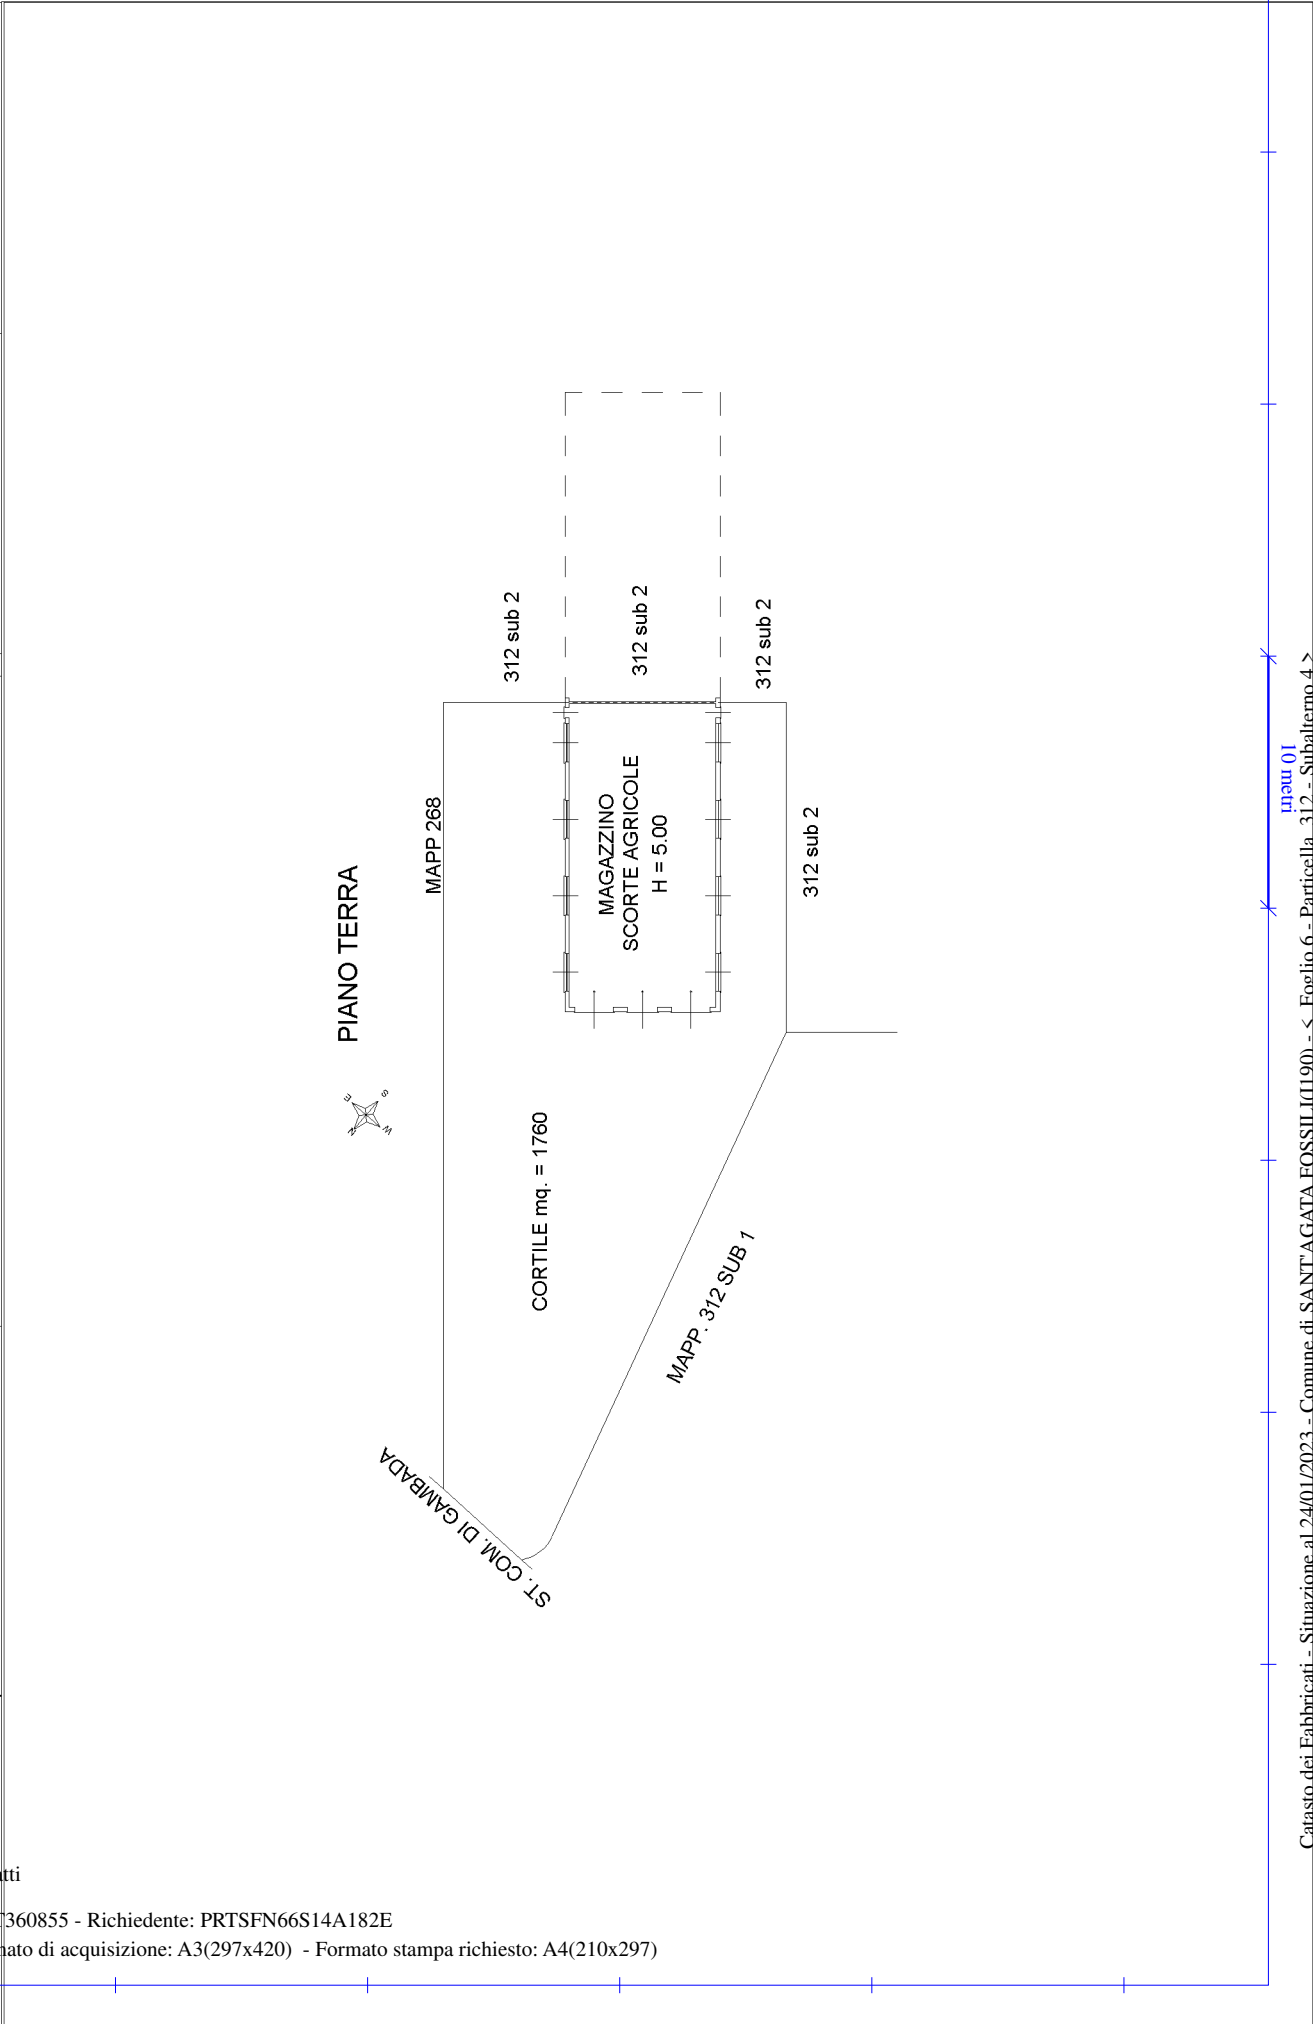 PIANO TERRA
MAPP 268
312 sub 2
312 sub 2
312 sub 2
MAGAZZINO
SCORTE AGRICOLE
H = 5.00
312 sub 2
N
E
S
W
CORTILE mq. = 1760
MAPP. 312 SUB 1
ST. COM. DI GAMBADA
10 metri
Catasto dei Fabbricati - Situazione al 24/01/2023 - Comune di SANT'AGATA FOSSILI(I190) - < Foglio 6 - Particella 312 - Subalterno 4 >
tti
T360855 - Richiedente: PRTSFN66S14A182E
nato di acquisizione: A3(297x420) - Formato stampa richiesto: A4(210x297)